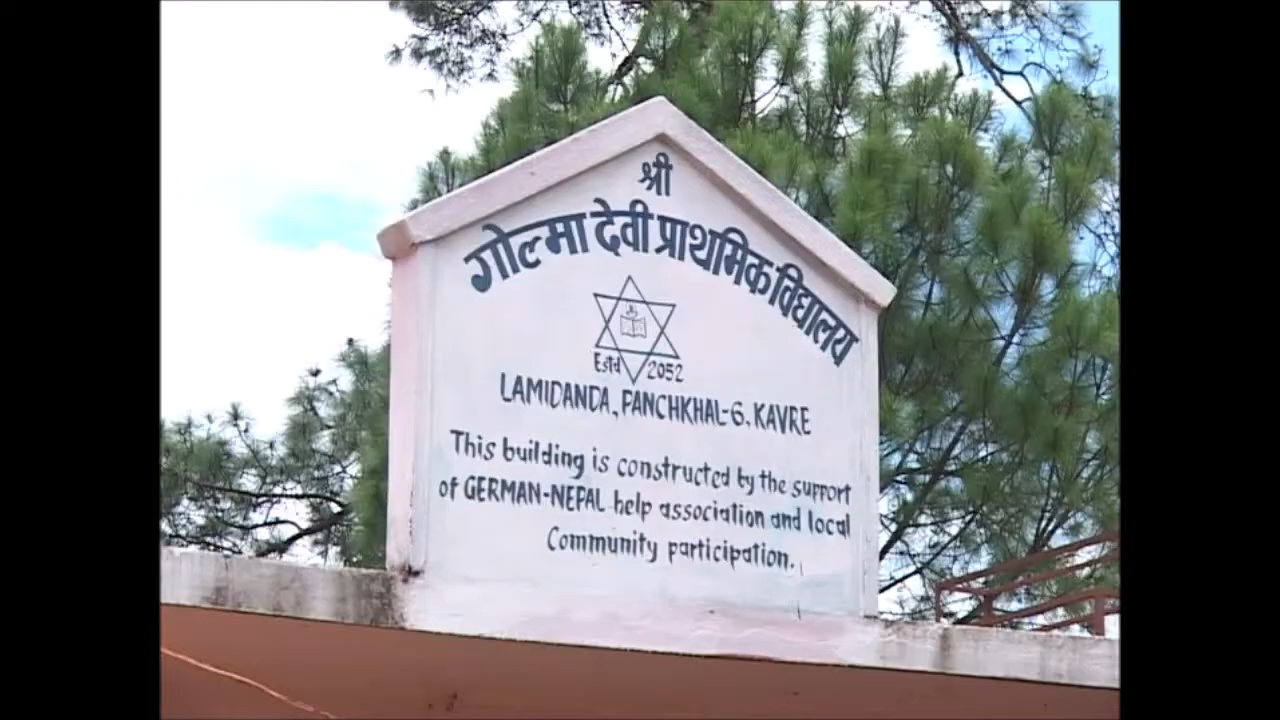 श्री
गोल्मा देवी प्राथमिक विद्यालय
Estd 2052
LAMIDANDA, PANCHKHAL-6, KAVRE
This building is constructed by the support
of GERMAN-NEPAL help association and local
Community participation.